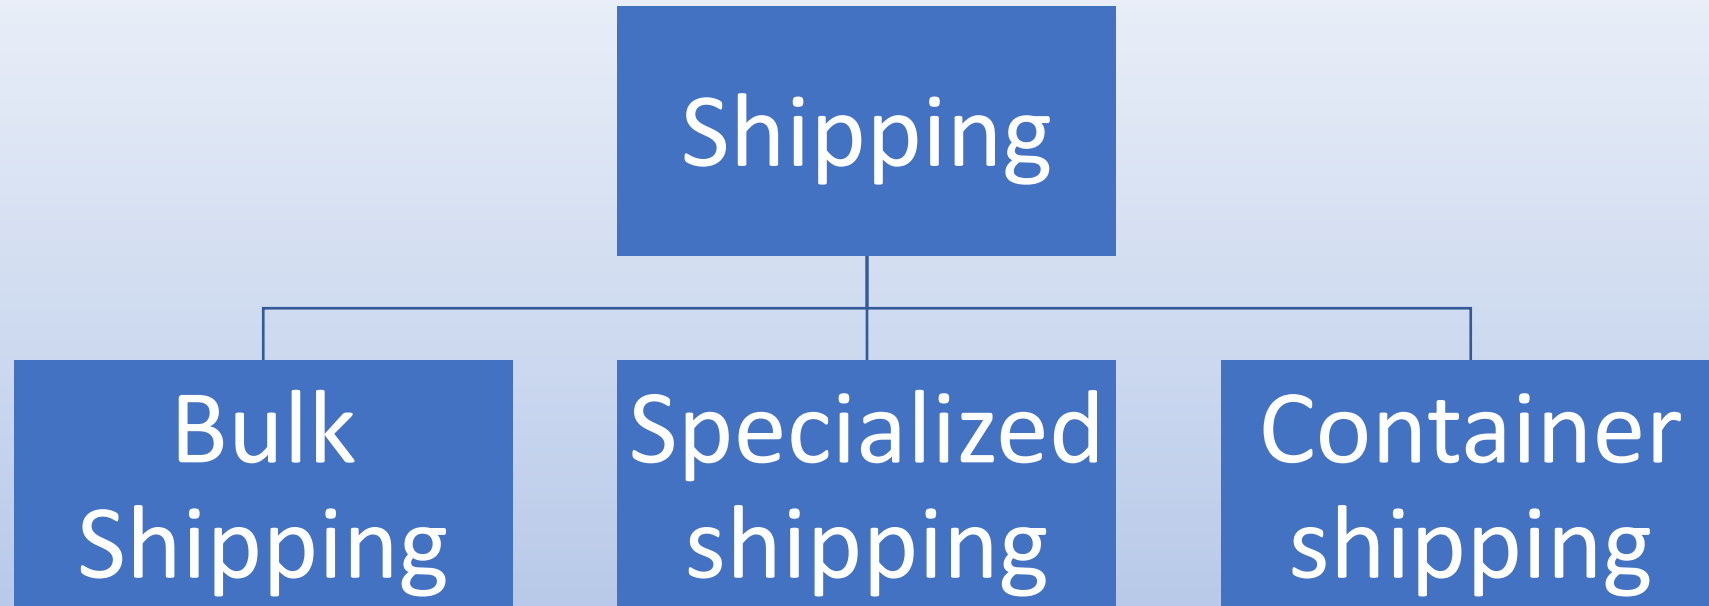 Shipping
Bulk
Shipping
Specialized
shipping
Container
shipping